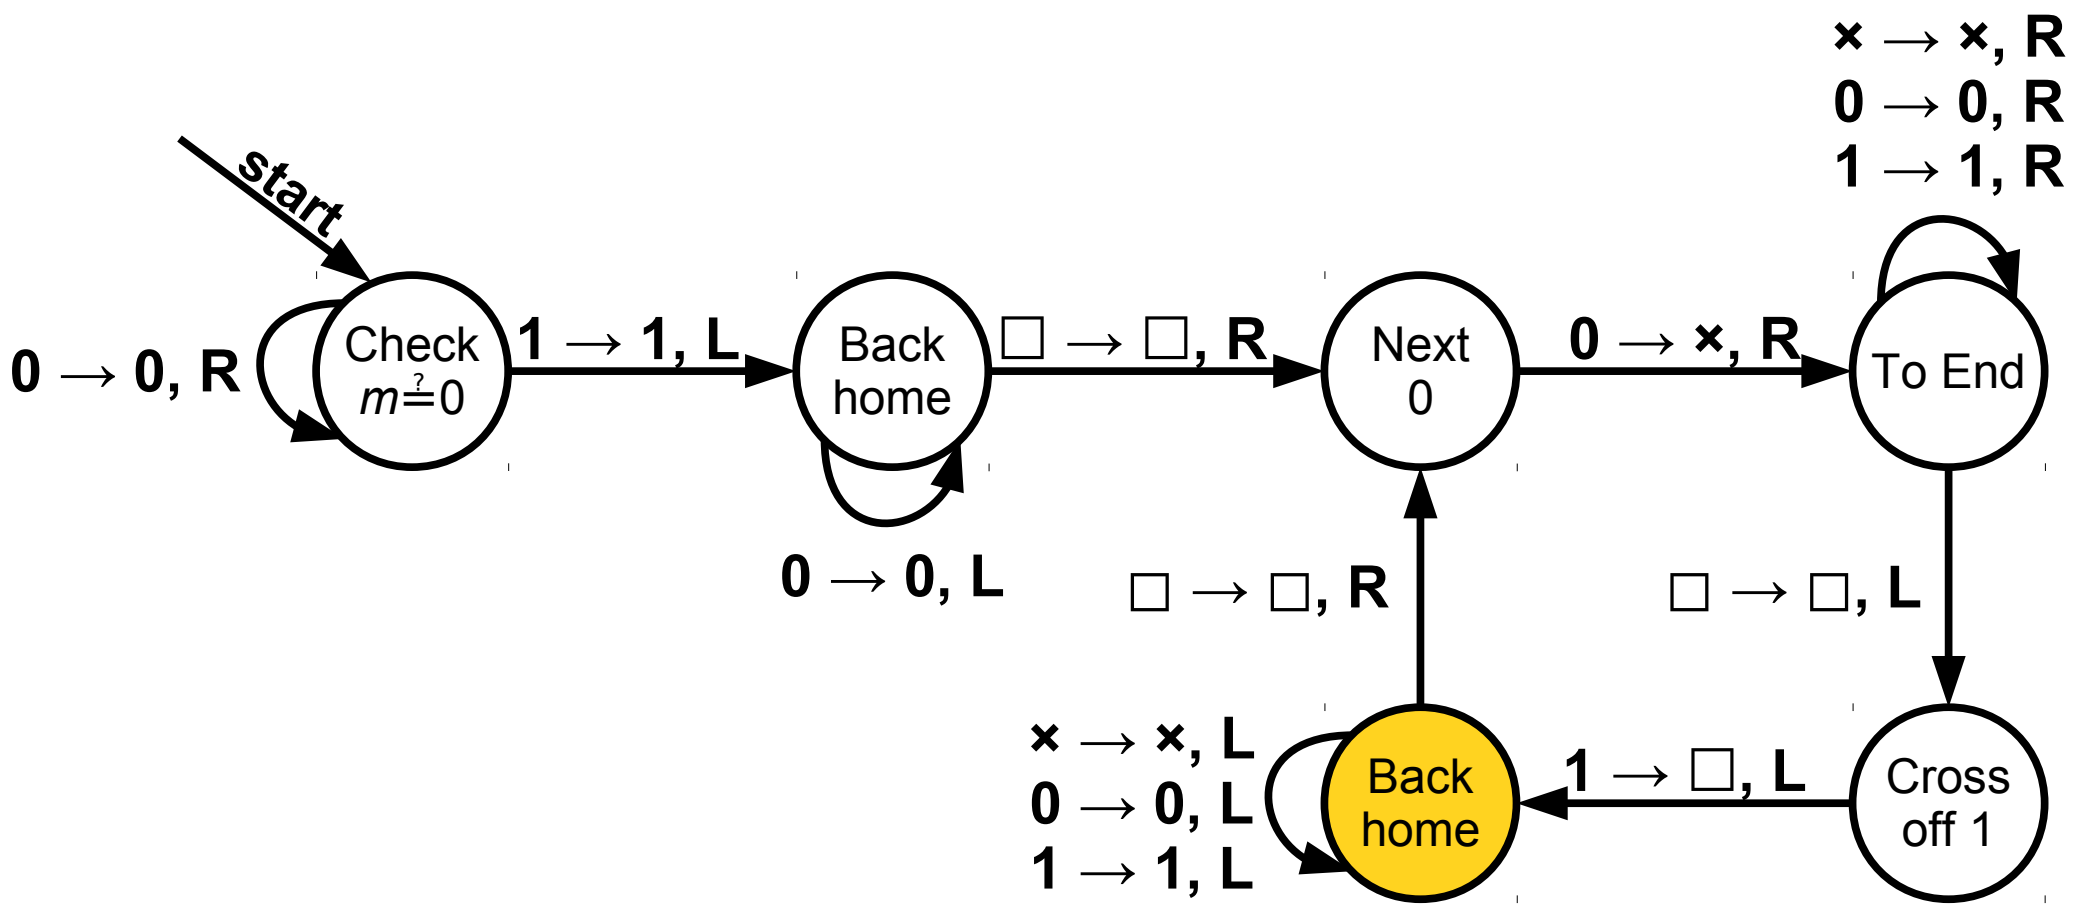 × → ×, R
0 → 0, R
1 → 1, R
start
0 → 0, R
Check
m≟0
1 → 1, L
Back
home
□ → □, R
Next
0
0 → ×, R
To End
0 → 0, L
□ → □, R
□ → □, L
× → ×, L
0 → 0, L
1 → 1, L
Back
home
1 → □, L
Cross
off 1